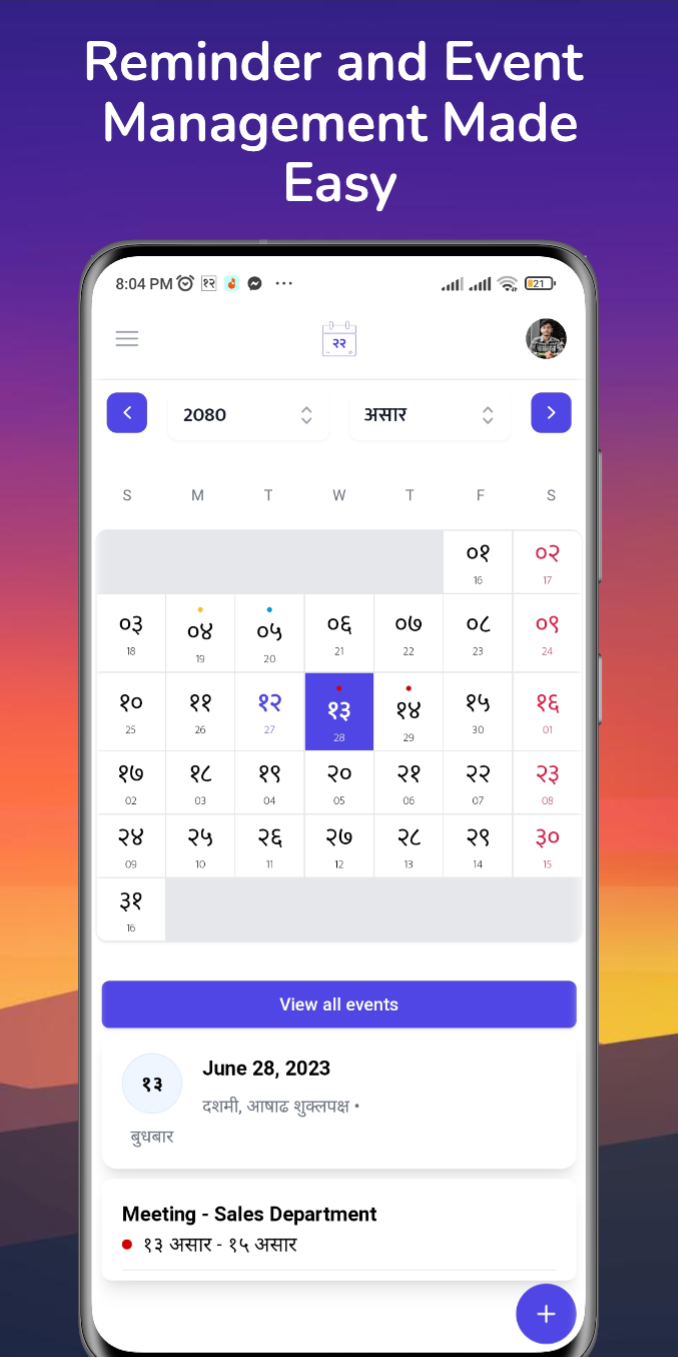 Reminder and Event
Management Made
Easy
8:04 PM १२ ... 21
२२
2080 असार
S M T W T F S
०१ ०२
16 17
०३ ०४ ०५ ०६ ०७ ०८ ०९
18 19 20 21 22 23 24
१० ११ १२ १३ १४ १५ १६
25 26 27 28 29 30 01
१७ १८ १९ २० २१ २२ २३
02 03 04 05 06 07 08
२४ २५ २६ २७ २८ २९ ३०
09 10 11 12 13 14 15
३१
16
View all events
१३ June 28, 2023
दशमी, आषाढ शुक्लपक्ष •
बुधबार
Meeting - Sales Department
१३ असार - १५ असार
+